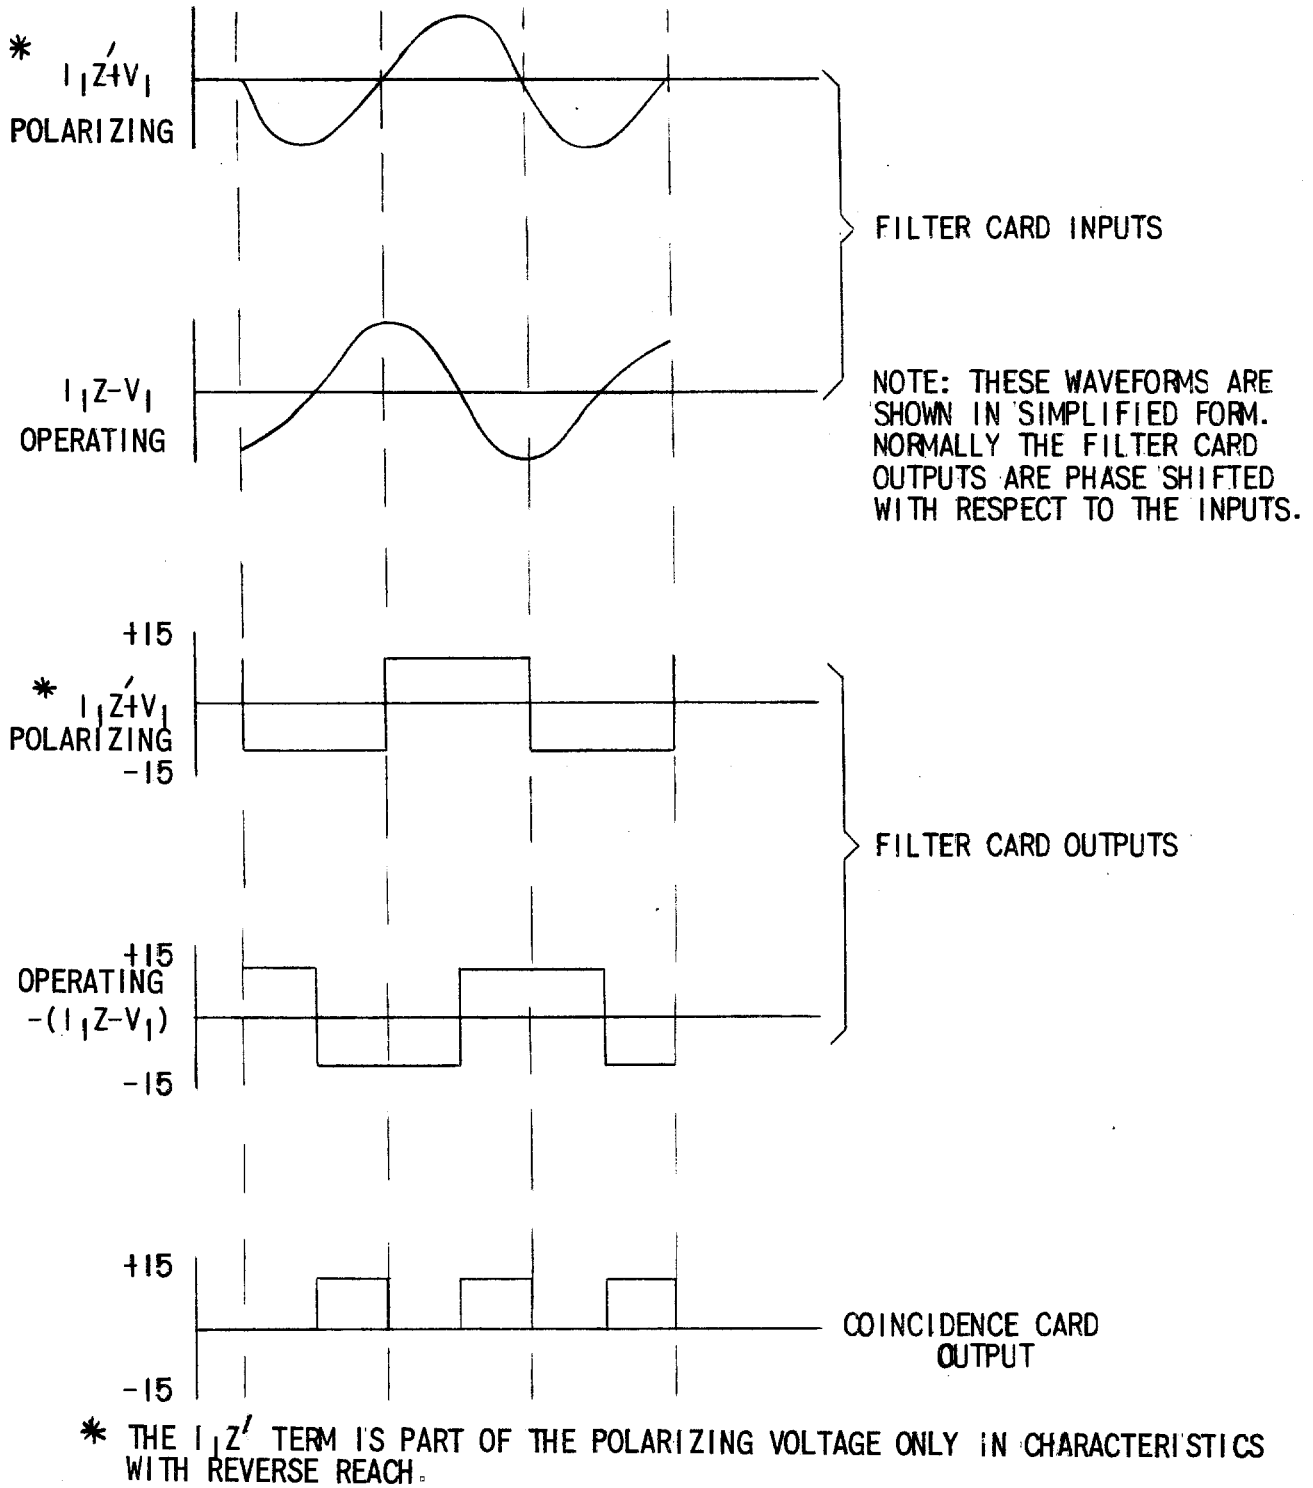 * I₁Z′+V₁
POLARIZING
FILTER CARD INPUTS
I₁Z-V₁
OPERATING
NOTE: THESE WAVEFORMS ARE
SHOWN IN SIMPLIFIED FORM.
NORMALLY THE FILTER CARD
OUTPUTS ARE PHASE SHIFTED
WITH RESPECT TO THE INPUTS.
+15
* I₁Z′+V₁
POLARIZING
-15
FILTER CARD OUTPUTS
+15
OPERATING
-(I₁Z-V₁)
-15
+15
COINCIDENCE CARD
OUTPUT
-15
* THE I₁Z′ TERM IS PART OF THE POLARIZING VOLTAGE ONLY IN CHARACTERISTICS
WITH REVERSE REACH.